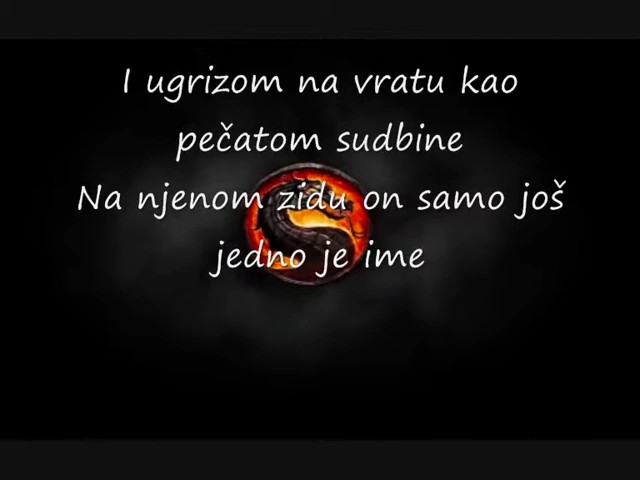 I ugrizom na vratu kao
pečatom sudbine
Na njenom zidu on samo još
jedno je ime